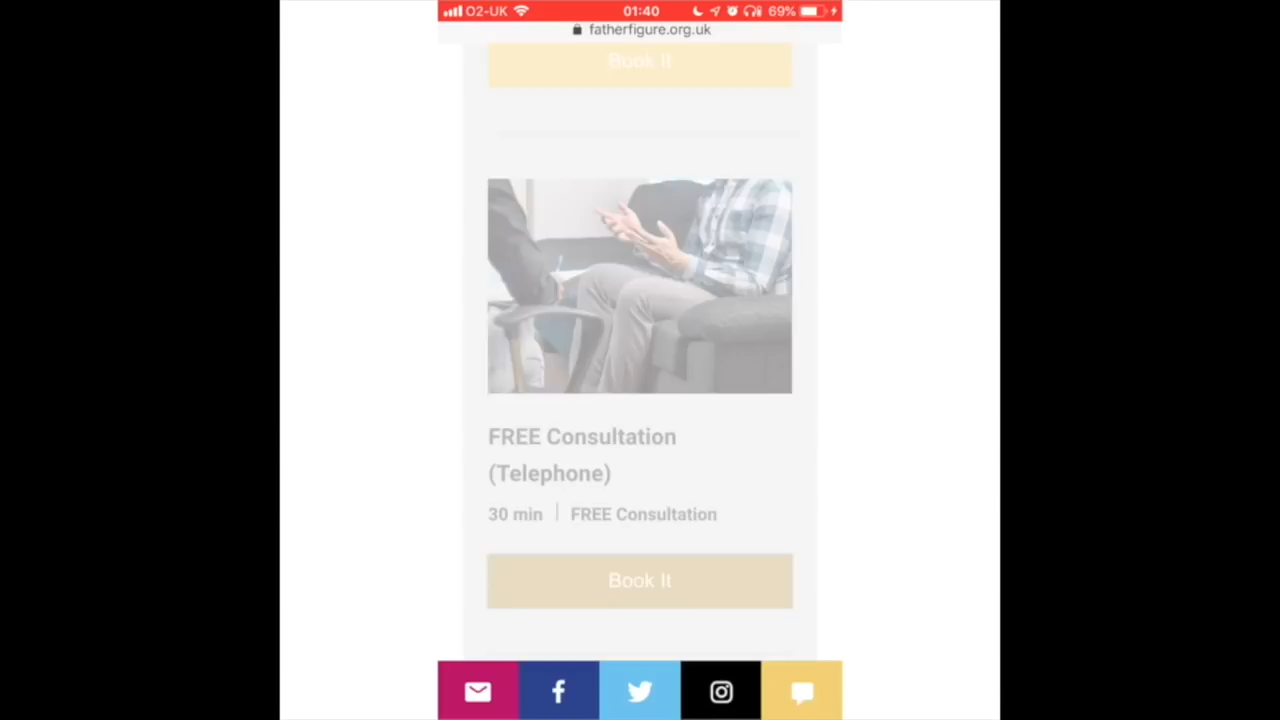 O2-UK 01:40 69%
fatherfigure.org.uk
Book It
FREE Consultation
(Telephone)
30 min | FREE Consultation
Book It